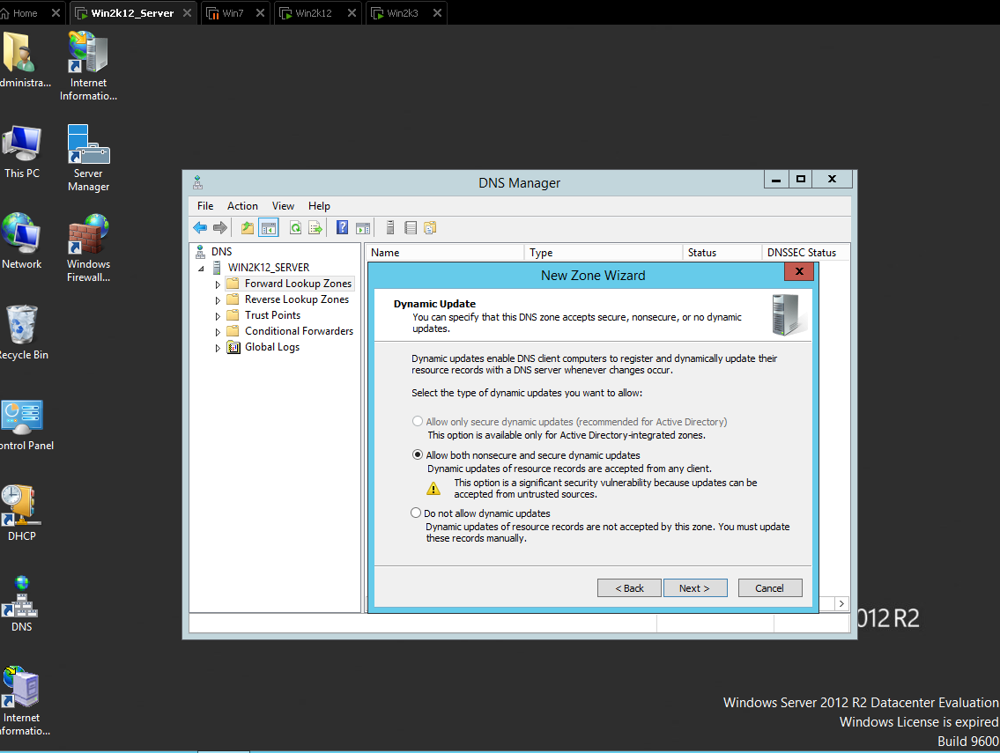 Home
Win2k12_Server
Win7
Win2k12
Win2k3
dministra...
Internet
Informatio...
This PC
Server
Manager
Network
Windows
Firewall...
Recycle Bin
ontrol Panel
DHCP
DNS
Internet
nformatio...
DNS Manager
File Action View Help
DNS
WIN2K12_SERVER
Forward Lookup Zones
Reverse Lookup Zones
Trust Points
Conditional Forwarders
Global Logs
Name Type Status DNSSEC Status
New Zone Wizard
Dynamic Update
You can specify that this DNS zone accepts secure, nonsecure, or no dynamic
updates.
Dynamic updates enable DNS client computers to register and dynamically update their
resource records with a DNS server whenever changes occur.
Select the type of dynamic updates you want to allow:
Allow only secure dynamic updates (recommended for Active Directory)
This option is available only for Active Directory-integrated zones.
Allow both nonsecure and secure dynamic updates
Dynamic updates of resource records are accepted from any client.
This option is a significant security vulnerability because updates can be
accepted from untrusted sources.
Do not allow dynamic updates
Dynamic updates of resource records are not accepted by this zone. You must update
these records manually.
< Back Next > Cancel
012 R2
Windows Server 2012 R2 Datacenter Evaluation
Windows License is expired
Build 9600